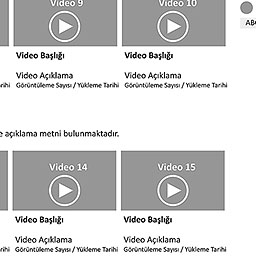 Video 9 Video 10
ABC
Video Başlığı Video Başlığı
Video Açıklama Video Açıklama
Görüntüleme Sayısı / Yükleme Tarihi Görüntüleme Sayısı / Yükleme Tarihi
açıklama metni bulunmaktadır.
Video 14 Video 15
Video Başlığı Video Başlığı
Video Açıklama Video Açıklama
Görüntüleme Sayısı / Yükleme Tarihi Görüntüleme Sayısı / Yükleme Tarihi